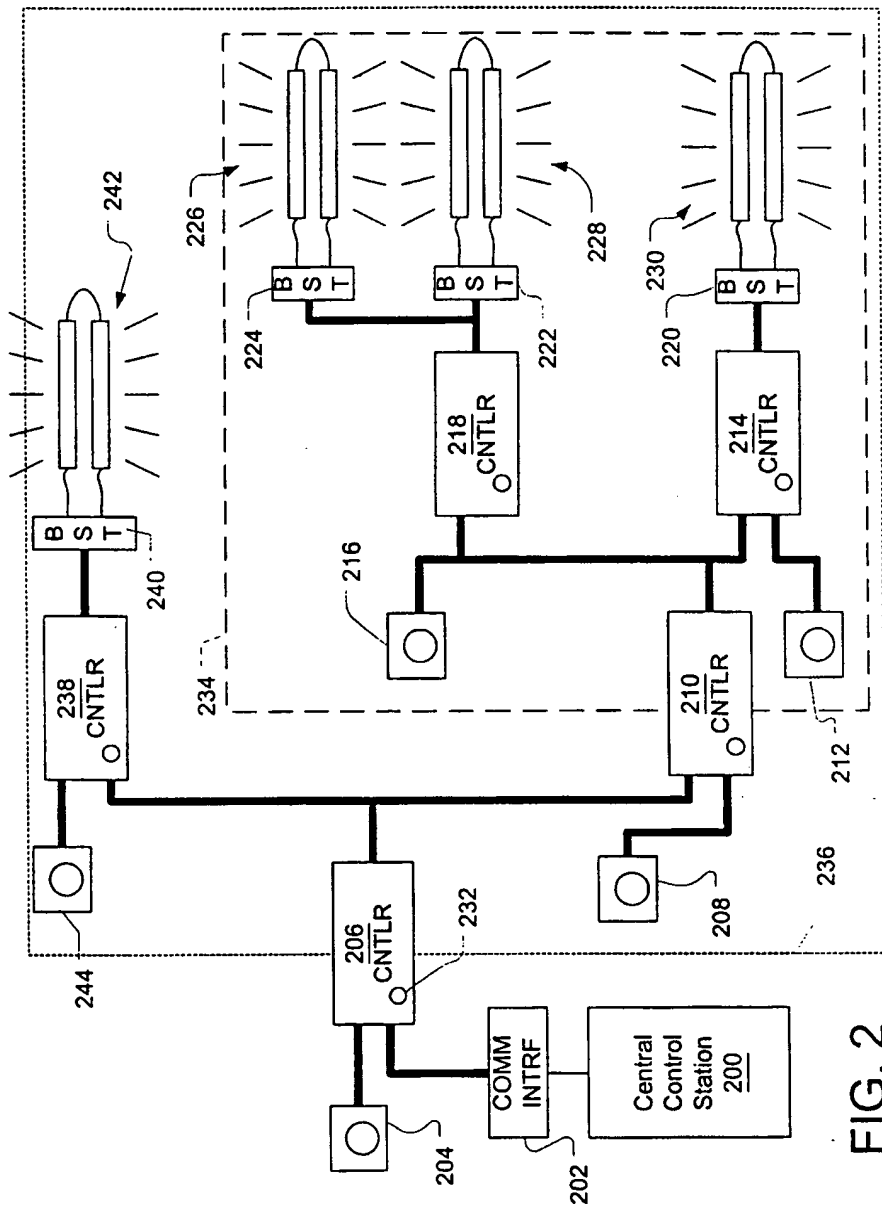 242
226
B
S
T
224
B
S
T
222
228
230
B
S
T
220
B
S
T
240
218
CNTLR
214
CNTLR
216
234
238
CNTLR
210
CNTLR
212
244
206
CNTLR
232
208
236
204
COMM
INTRF
202
Central
Control
Station
200
FIG. 2